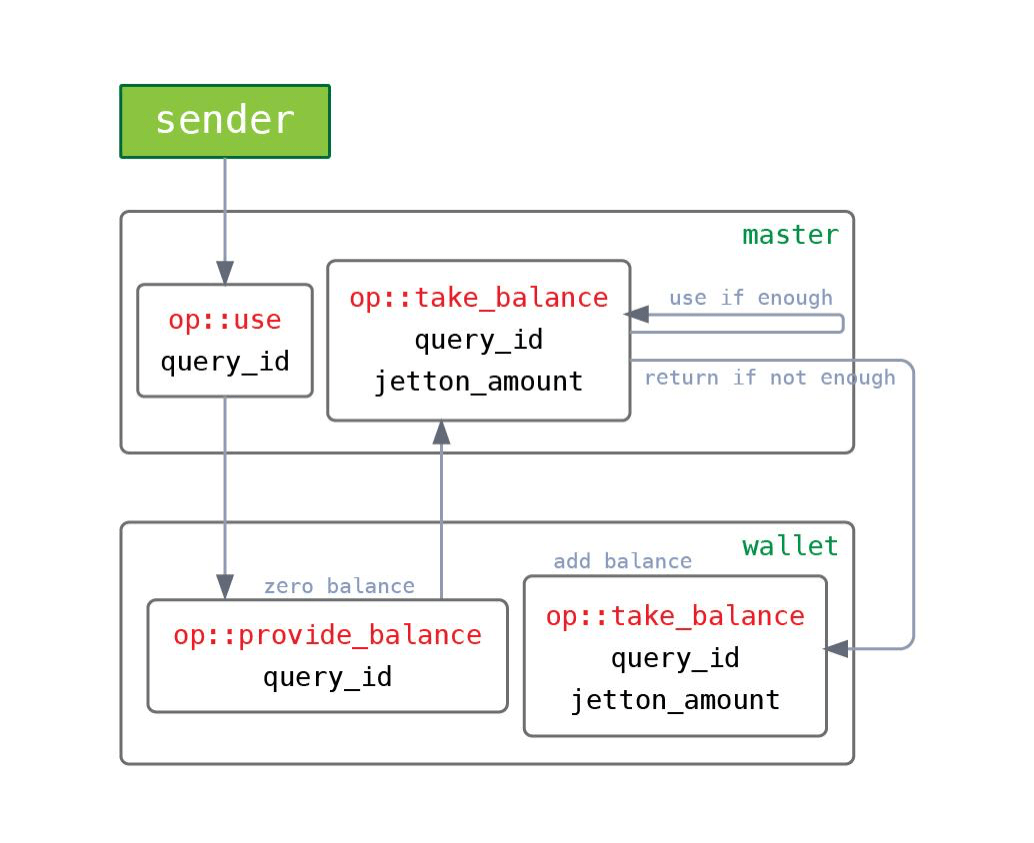 sender
master
op::use
query_id
op::take_balance
query_id
jetton_amount
use if enough
return if not enough
wallet
zero balance
op::provide_balance
query_id
add balance
op::take_balance
query_id
jetton_amount